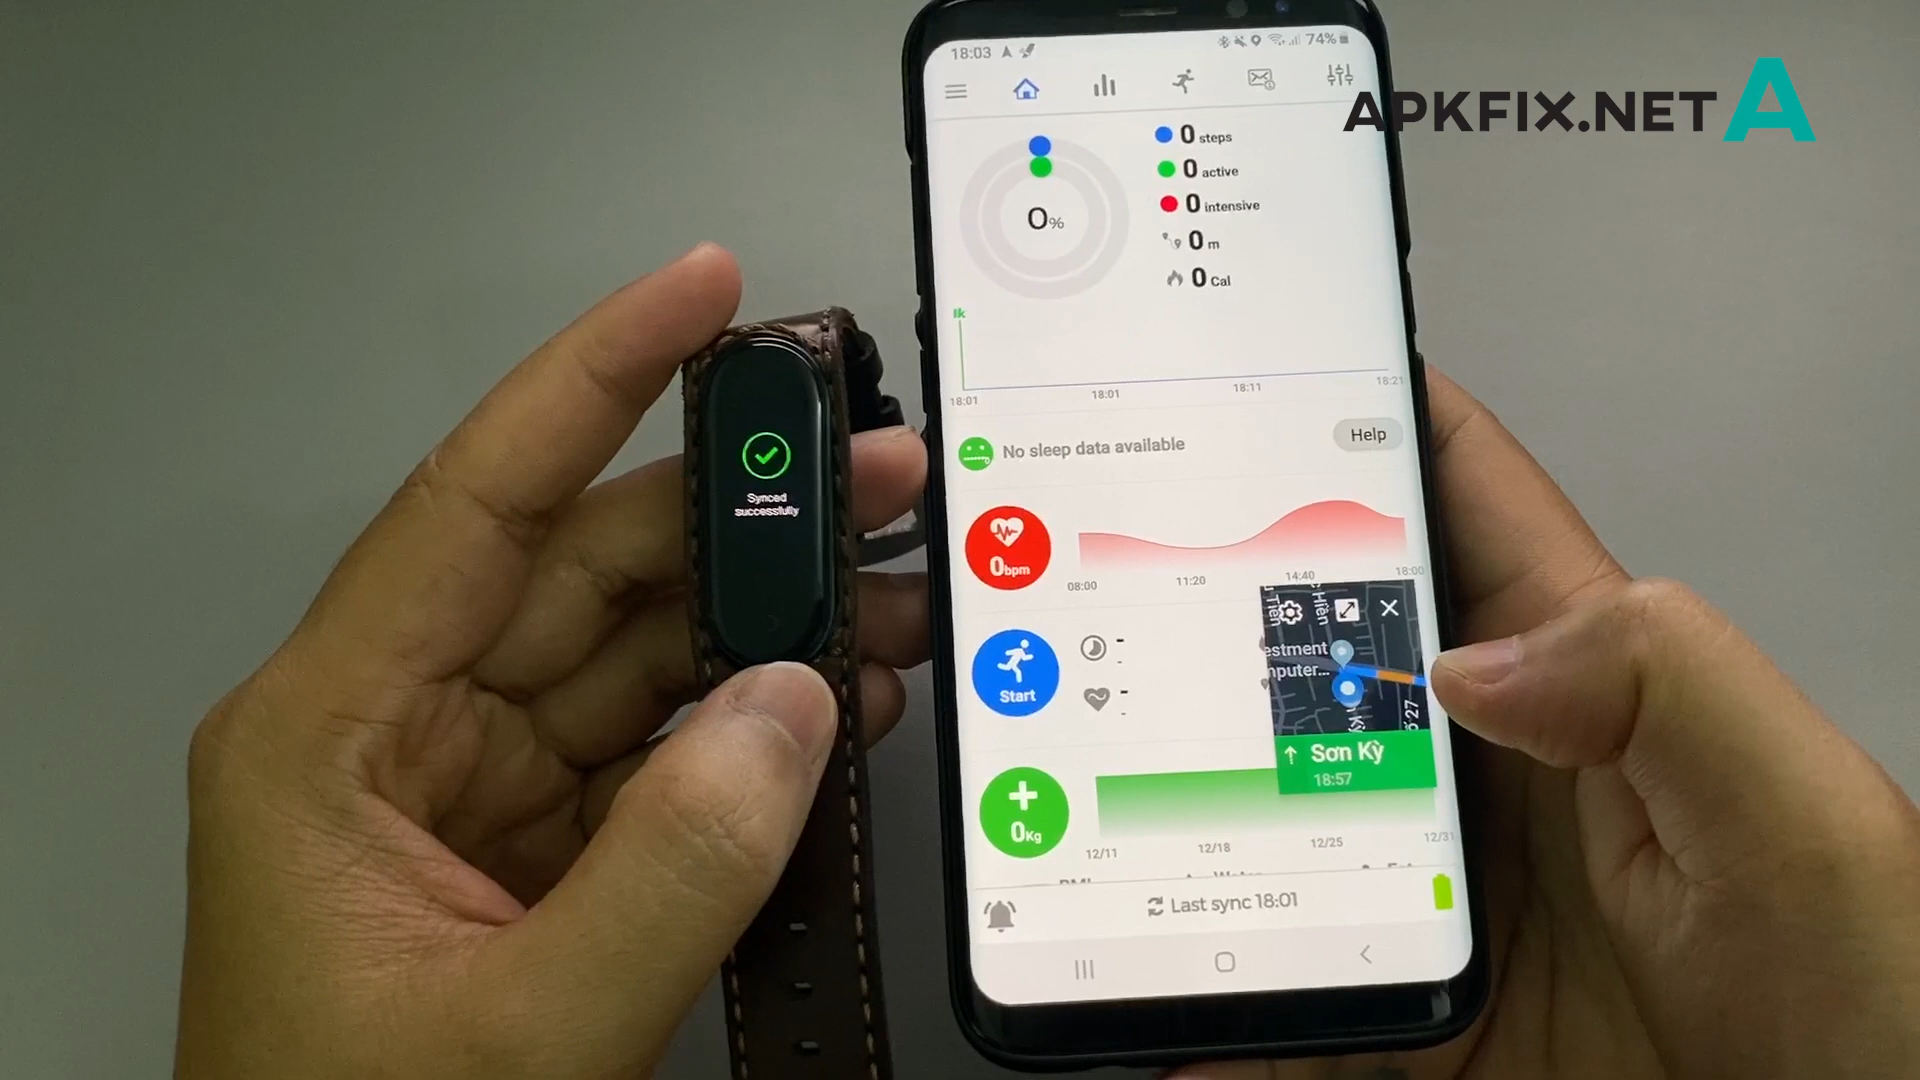 APKFIX.NET A
18:03
74%
0 steps
0 active
0 intensive
0 m
0 Cal
0%
1k
18:01 18:01 18:11 18:21
No sleep data available
Help
0bpm
08:00 11:20 14:40 18:00
Start
- -
- -
estment
Sơn Kỳ
18:57
0Kg
12/11 12/18 12/25 12/31
Last sync 18:01
Synced
successfully